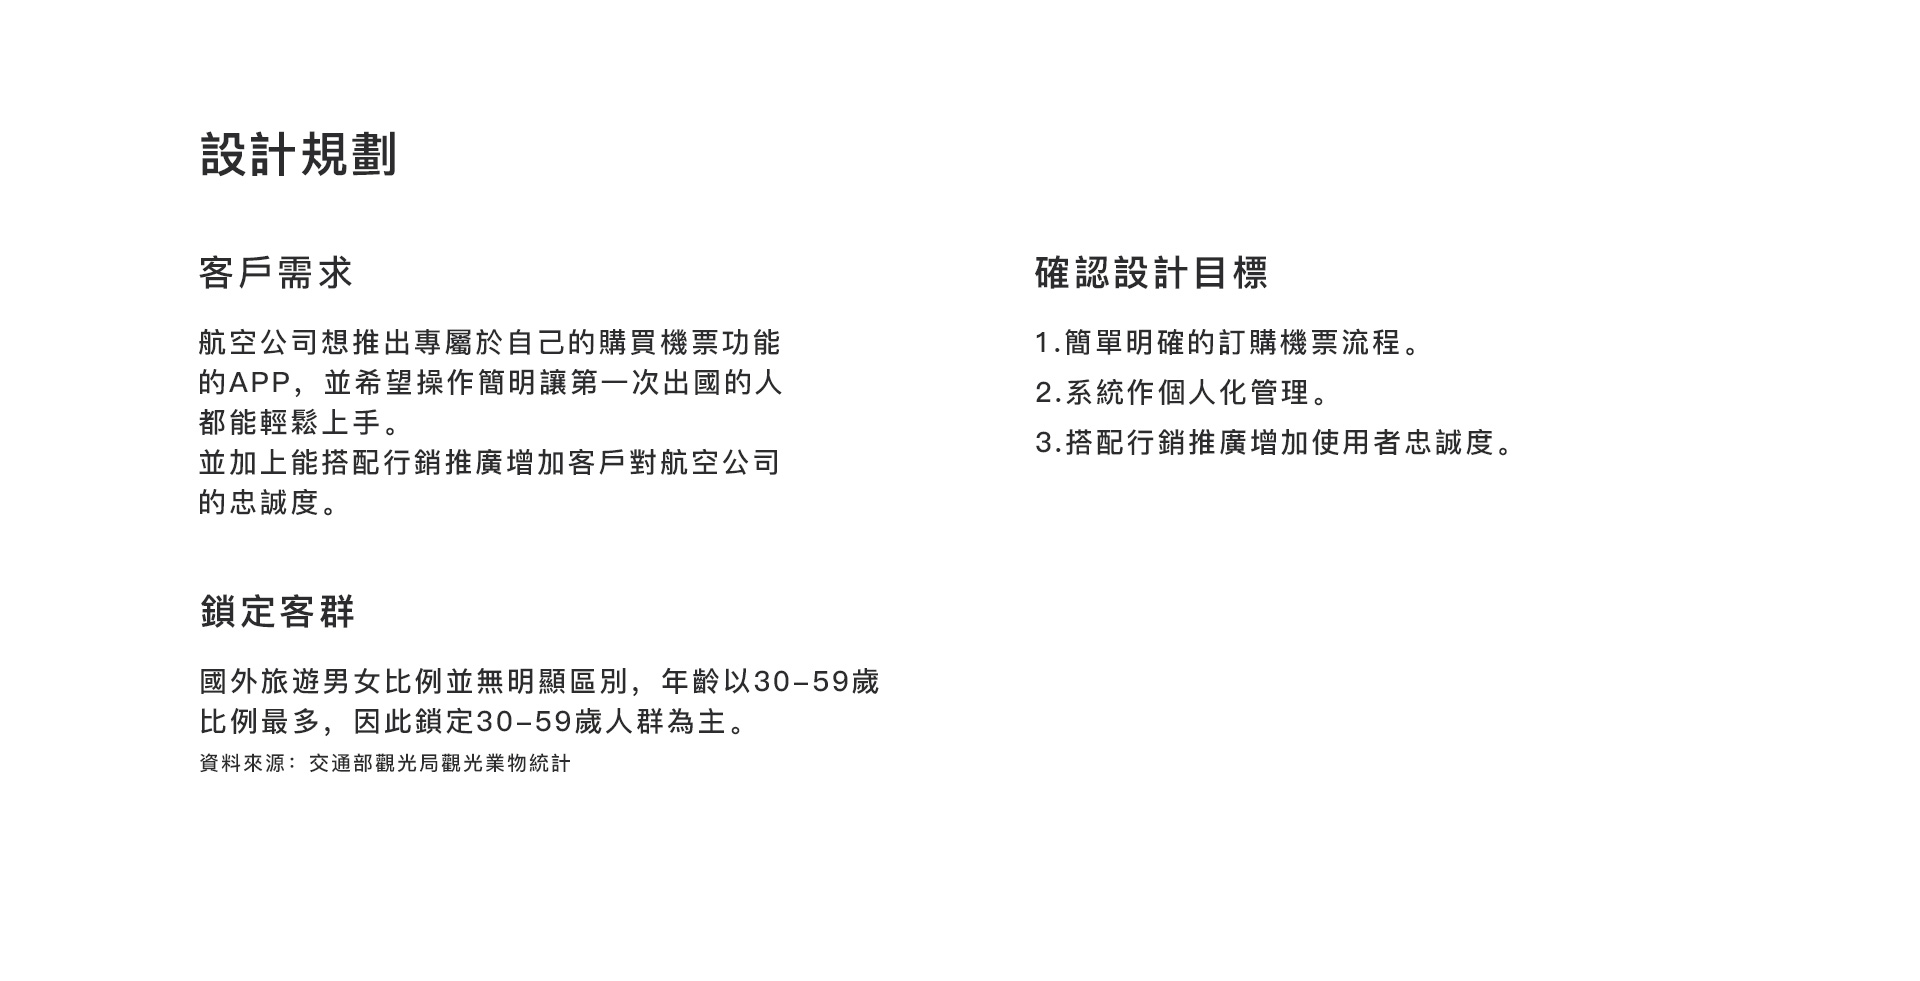 設計規劃
客戶需求
航空公司想推出專屬於自己的購買機票功能
的APP，並希望操作簡明讓第一次出國的人
都能輕鬆上手。
並加上能搭配行銷推廣增加客戶對航空公司
的忠誠度。
鎖定客群
國外旅遊男女比例並無明顯區別，年齡以30–59歲
比例最多，因此鎖定30–59歲人群為主。
資料來源：交通部觀光局觀光業物統計
確認設計目標
1.簡單明確的訂購機票流程。
2.系統作個人化管理。
3.搭配行銷推廣增加使用者忠誠度。